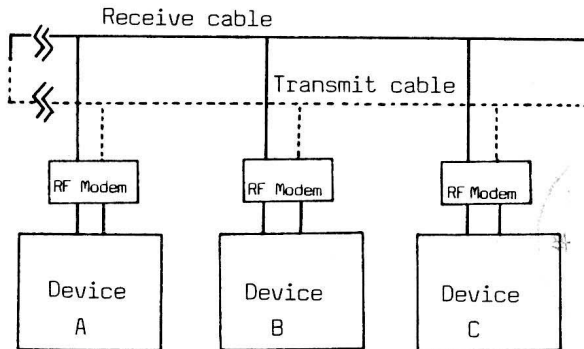 Receive cable
Transmit cable
RF Modem
RF Modem
RF Modem
Device
A
Device
B
Device
C